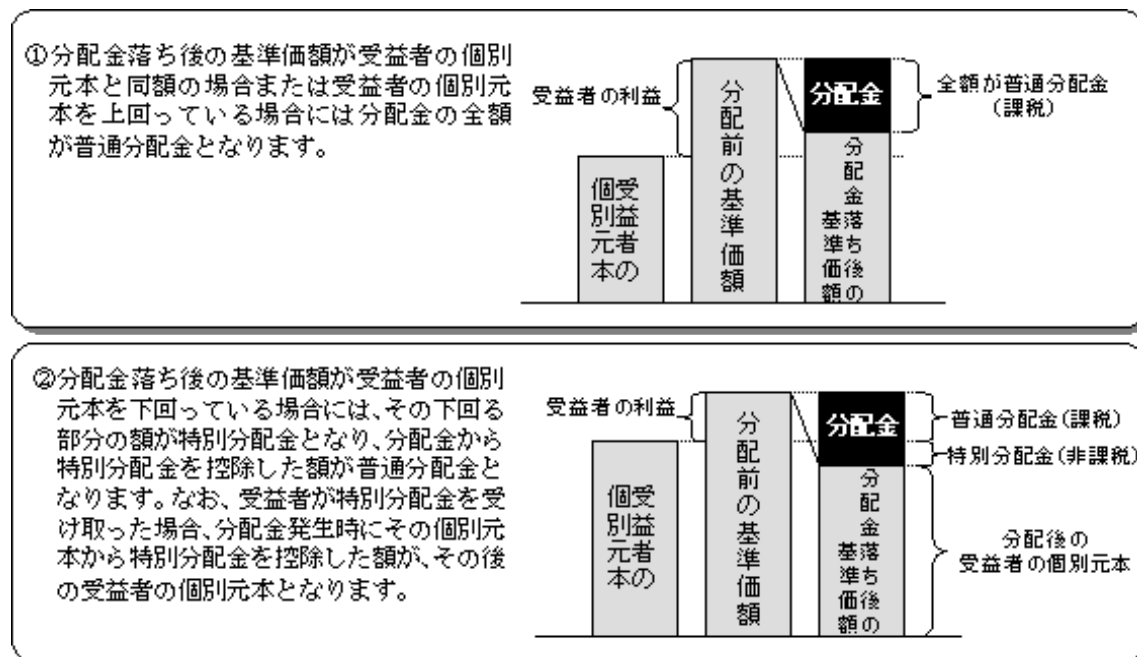 ①分配金落ち後の基準価額が受益者の個別
元本と同額の場合または受益者の個別元
本を上回っている場合には分配金の全額
が普通分配金となります。
受益者の利益
受益者の
個別元本
分配前の基準価額
分配金
分配金落ち後の
基準価額
全額が普通分配金
(課税)
②分配金落ち後の基準価額が受益者の個別
元本を下回っている場合には、その下回る
部分の額が特別分配金となり、分配金から
特別分配金を控除した額が普通分配金と
なります。なお、受益者が特別分配金を受
け取った場合、分配金発生時にその個別元
本から特別分配金を控除した額が、その後
の受益者の個別元本となります。
受益者の利益
受益者の
個別元本
分配前の基準価額
分配金
分配金落ち後の
基準価額
普通分配金(課税)
特別分配金(非課税)
分配後の
受益者の個別元本